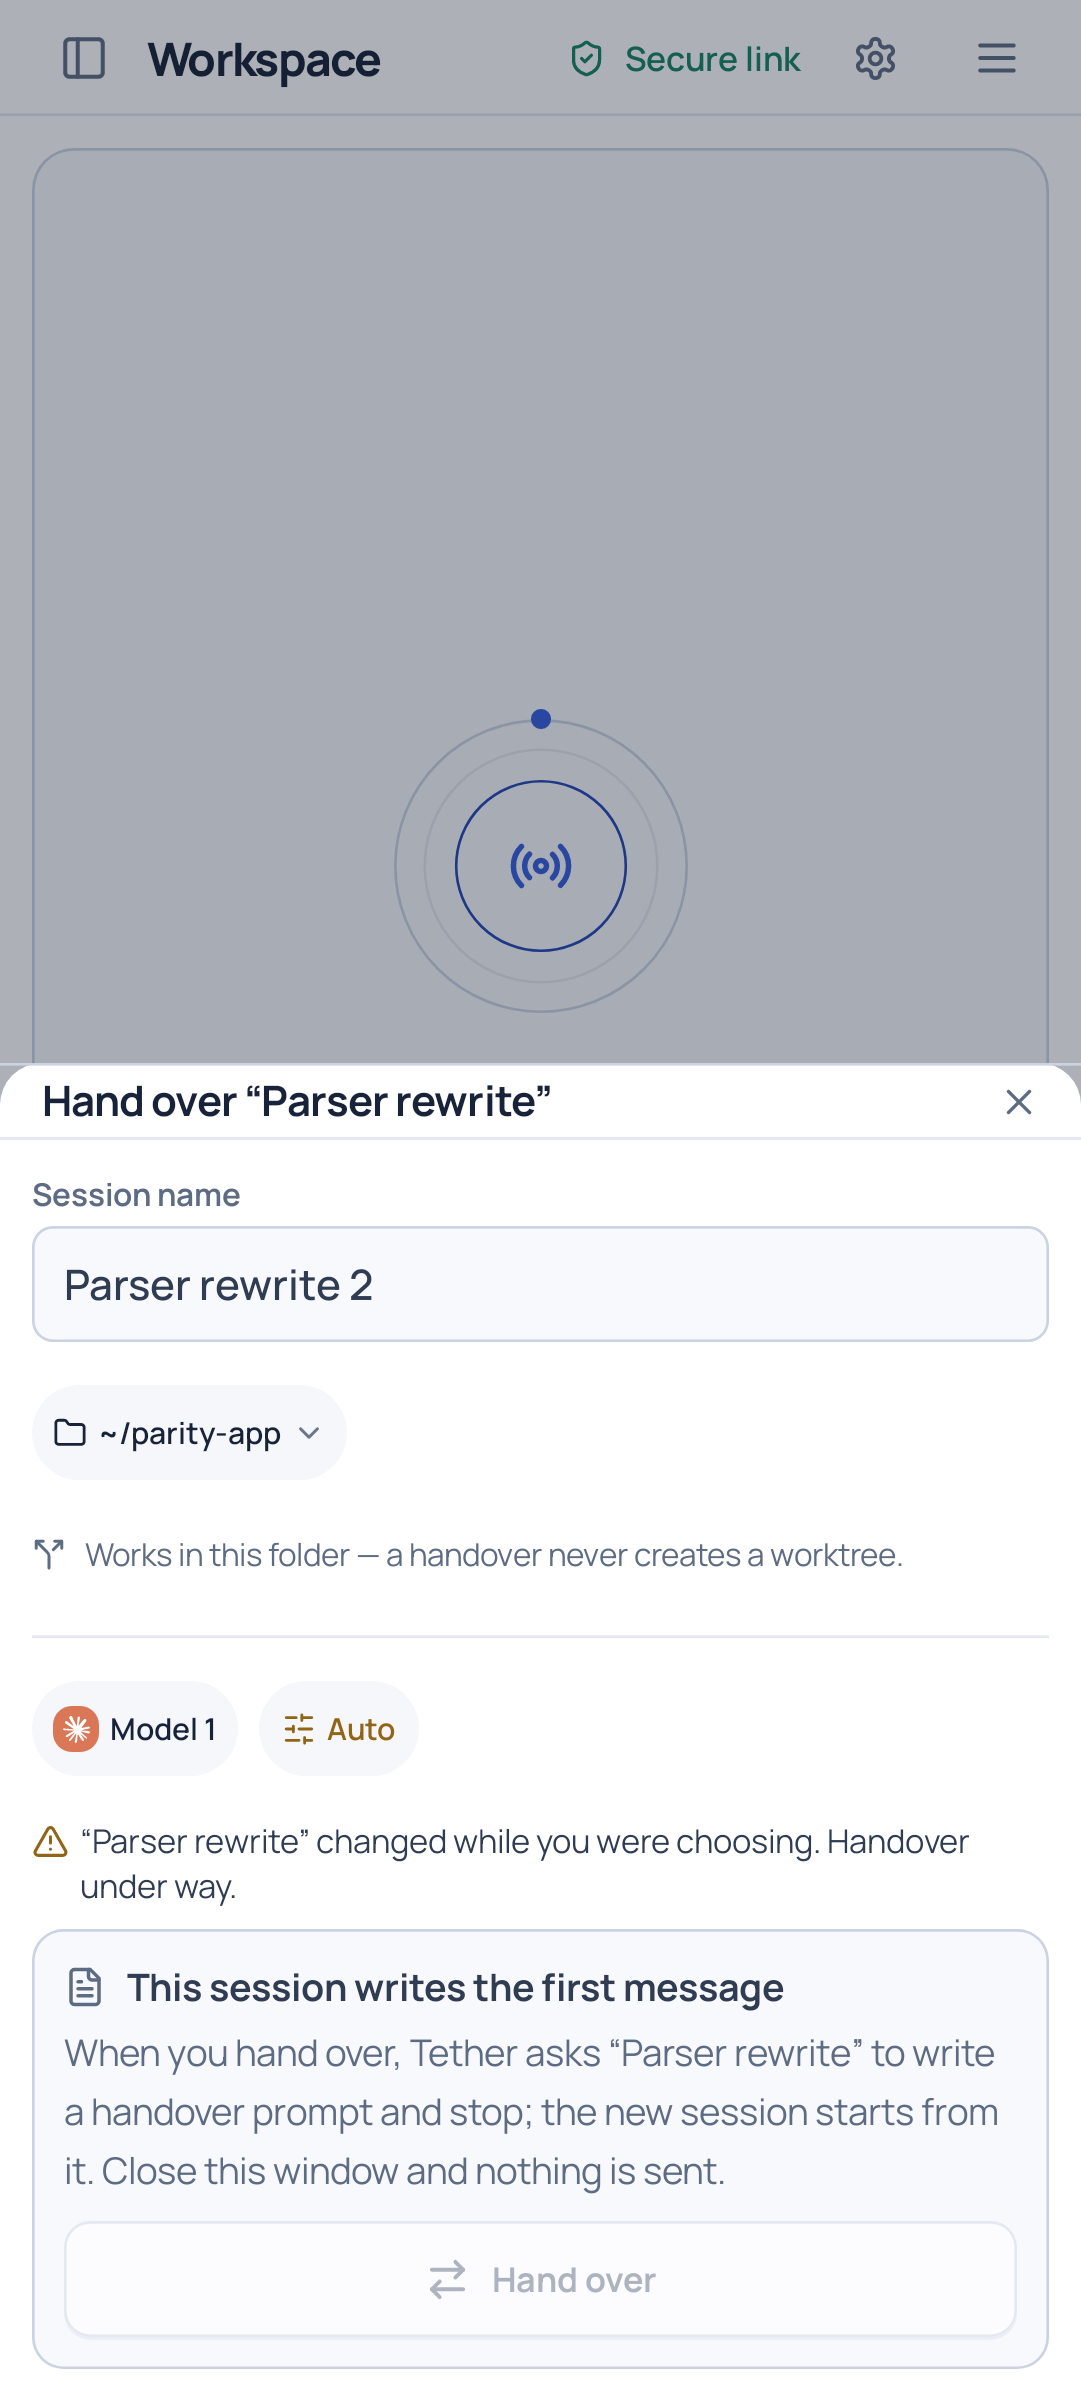 Workspace
Secure link
Hand over “Parser rewrite”
Session name
Parser rewrite 2
~/parity-app
Works in this folder — a handover never creates a worktree.
Model 1
Auto
“Parser rewrite” changed while you were choosing. Handover
under way.
This session writes the first message
When you hand over, Tether asks “Parser rewrite” to write
a handover prompt and stop; the new session starts from
it. Close this window and nothing is sent.
Hand over